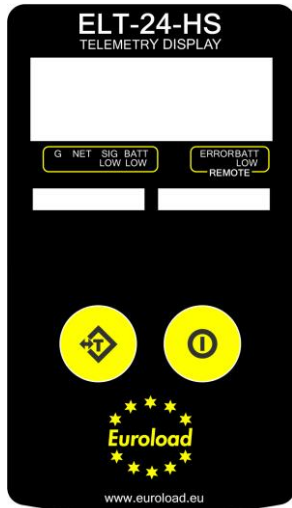 ELT-24-HS
TELEMETRY DISPLAY
G NET SIG LOW BATT LOW ERROR BATT LOW
REMOTE
T
Euroload
www.euroload.eu